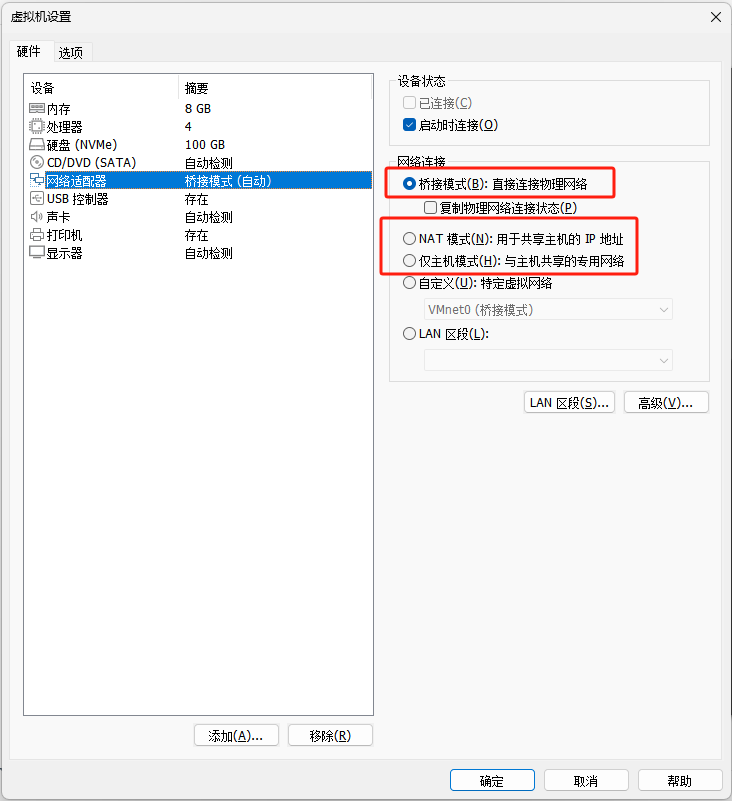 虚拟机设置
硬件 选项
设备 摘要
内存 8 GB
处理器 4
硬盘 (NVMe) 100 GB
CD/DVD (SATA) 自动检测
网络适配器 桥接模式 (自动)
USB 控制器 存在
声卡 自动检测
打印机 存在
显示器 自动检测
添加(A)... 移除(R)
设备状态
已连接(C)
启动时连接(O)
网络连接
桥接模式(B): 直接连接物理网络
复制物理网络连接状态(P)
NAT 模式(N): 用于共享主机的 IP 地址
仅主机模式(H): 与主机共享的专用网络
自定义(U): 特定虚拟网络
VMnet0 (桥接模式)
LAN 区段(L):
LAN 区段(S)... 高级(V)...
确定 取消 帮助